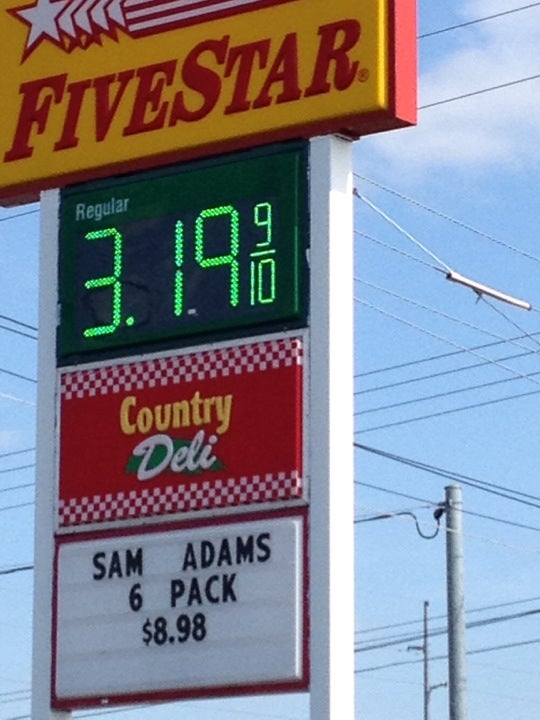 FIVESTAR®
Regular
3.19 9/10
Country
Deli
SAM ADAMS
6 PACK
$8.98